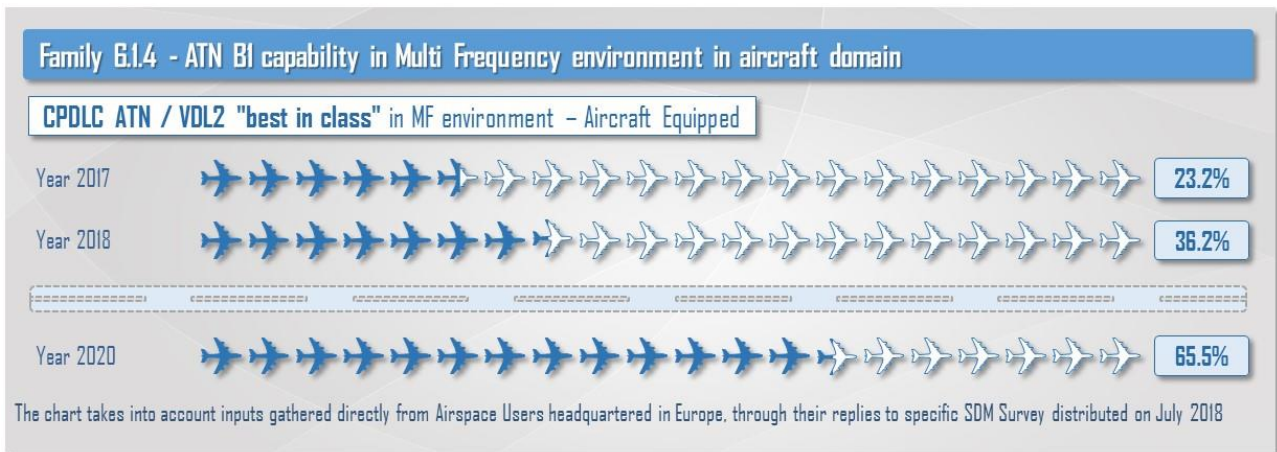 Family 6.1.4 - ATN B1 capability in Multi Frequency environment in aircraft domain
CPDLC ATN / VDL2 "best in class" in MF environment – Aircraft Equipped
Year 2017 23.2%
Year 2018 36.2%
Year 2020 65.5%
The chart takes into account inputs gathered directly from Airspace Users headquartered in Europe, through their replies to specific SDM Survey distributed on July 2018